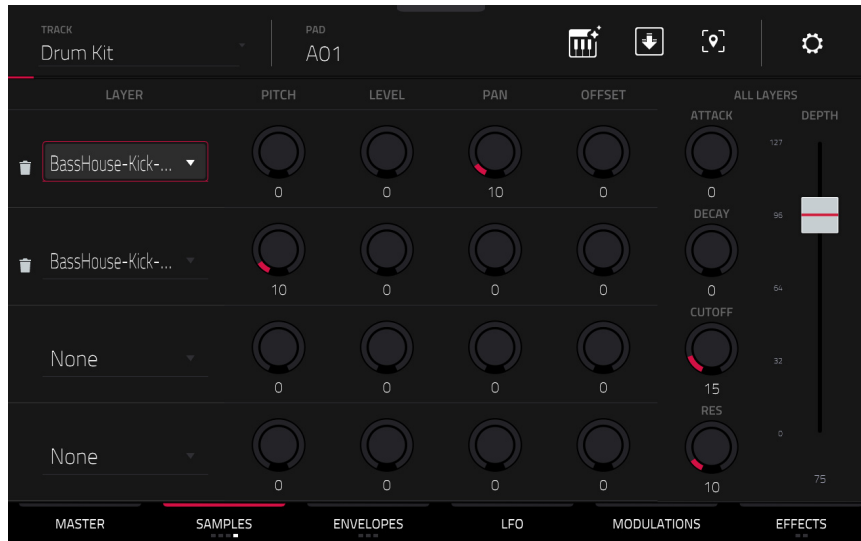 TRACK
Drum Kit
PAD
A01
LAYER PITCH LEVEL PAN OFFSET ALL LAYERS
ATTACK DEPTH
127
BassHouse-Kick-...
0 0 10 0 0
DECAY
96
BassHouse-Kick-...
10 0 0 0 0
64
CUTOFF
None
32
0 0 0 0 15
RES
None
0
0 0 0 0 10
75
MASTER SAMPLES ENVELOPES LFO MODULATIONS EFFECTS